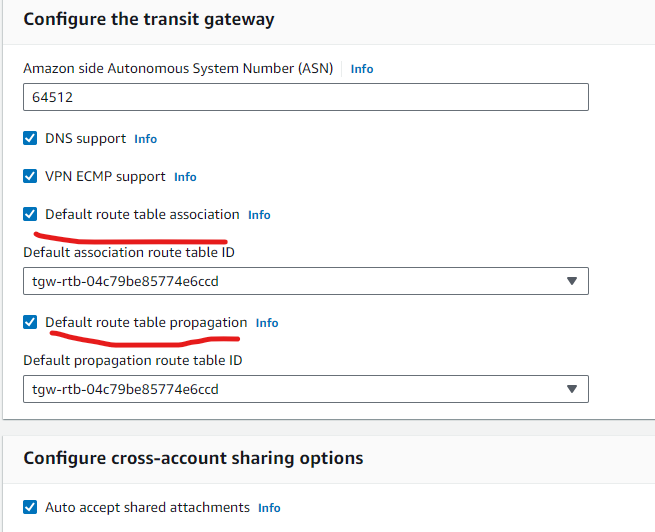 Configure the transit gateway
Amazon side Autonomous System Number (ASN) Info
64512
DNS support Info
VPN ECMP support Info
Default route table association Info
Default association route table ID
tgw-rtb-04c79be85774e6ccd
Default route table propagation Info
Default propagation route table ID
tgw-rtb-04c79be85774e6ccd
Configure cross-account sharing options
Auto accept shared attachments Info